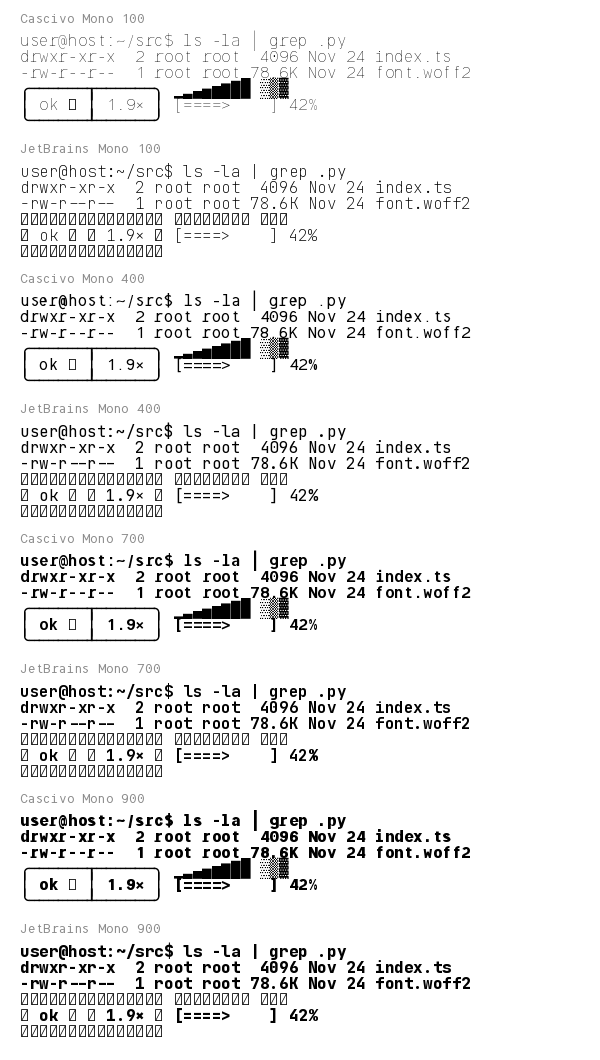 Cascivo Mono 100
user@host:~/src$ ls -la | grep .py
drwxr-xr-x  2 root root  4096 Nov 24 index.ts
-rw-r--r--  1 root root 78.6K Nov 24 font.woff2
╭──────┬──────╮ ▁▂▃▄▅▆▇█ ░▒▓
│ ok ▯ │ 1.9× │ [====>    ] 42%
╰──────┴──────╯
JetBrains Mono 100
user@host:~/src$ ls -la | grep .py
drwxr-xr-x  2 root root  4096 Nov 24 index.ts
-rw-r--r--  1 root root 78.6K Nov 24 font.woff2
▯▯▯▯▯▯▯▯▯▯▯▯▯▯▯ ▯▯▯▯▯▯▯▯ ▯▯▯
▯ ok ▯ ▯ 1.9× ▯ [====>    ] 42%
▯▯▯▯▯▯▯▯▯▯▯▯▯▯▯
Cascivo Mono 400
user@host:~/src$ ls -la | grep .py
drwxr-xr-x  2 root root  4096 Nov 24 index.ts
-rw-r--r--  1 root root 78.6K Nov 24 font.woff2
╭──────┬──────╮ ▁▂▃▄▅▆▇█ ░▒▓
│ ok ▯ │ 1.9× │ [====>    ] 42%
╰──────┴──────╯
JetBrains Mono 400
user@host:~/src$ ls -la | grep .py
drwxr-xr-x  2 root root  4096 Nov 24 index.ts
-rw-r--r--  1 root root 78.6K Nov 24 font.woff2
▯▯▯▯▯▯▯▯▯▯▯▯▯▯▯ ▯▯▯▯▯▯▯▯ ▯▯▯
▯ ok ▯ ▯ 1.9× ▯ [====>    ] 42%
▯▯▯▯▯▯▯▯▯▯▯▯▯▯▯
Cascivo Mono 700
user@host:~/src$ ls -la | grep .py
drwxr-xr-x  2 root root  4096 Nov 24 index.ts
-rw-r--r--  1 root root 78.6K Nov 24 font.woff2
╭──────┬──────╮ ▁▂▃▄▅▆▇█ ░▒▓
│ ok ▯ │ 1.9× │ [====>    ] 42%
╰──────┴──────╯
JetBrains Mono 700
user@host:~/src$ ls -la | grep .py
drwxr-xr-x  2 root root  4096 Nov 24 index.ts
-rw-r--r--  1 root root 78.6K Nov 24 font.woff2
▯▯▯▯▯▯▯▯▯▯▯▯▯▯▯ ▯▯▯▯▯▯▯▯ ▯▯▯
▯ ok ▯ ▯ 1.9× ▯ [====>    ] 42%
▯▯▯▯▯▯▯▯▯▯▯▯▯▯▯
Cascivo Mono 900
user@host:~/src$ ls -la | grep .py
drwxr-xr-x  2 root root  4096 Nov 24 index.ts
-rw-r--r--  1 root root 78.6K Nov 24 font.woff2
╭──────┬──────╮ ▁▂▃▄▅▆▇█ ░▒▓
│ ok ▯ │ 1.9× │ [====>    ] 42%
╰──────┴──────╯
JetBrains Mono 900
user@host:~/src$ ls -la | grep .py
drwxr-xr-x  2 root root  4096 Nov 24 index.ts
-rw-r--r--  1 root root 78.6K Nov 24 font.woff2
▯▯▯▯▯▯▯▯▯▯▯▯▯▯▯ ▯▯▯▯▯▯▯▯ ▯▯▯
▯ ok ▯ ▯ 1.9× ▯ [====>    ] 42%
▯▯▯▯▯▯▯▯▯▯▯▯▯▯▯